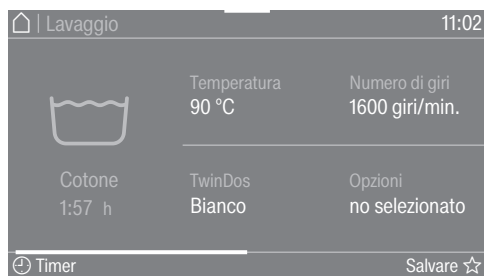 Lavaggio 11:02
Temperatura Numero di giri
90 °C 1600 giri/min.
Cotone TwinDos Opzioni
1:57 h Bianco no selezionato
Timer Salvare